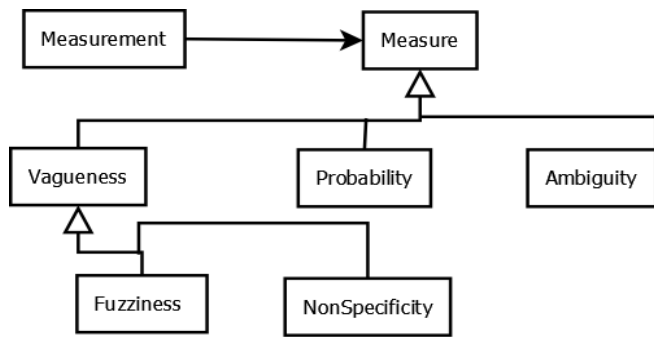 Measurement
Measure
Vagueness
Probability
Ambiguity
Fuzziness
NonSpecificity